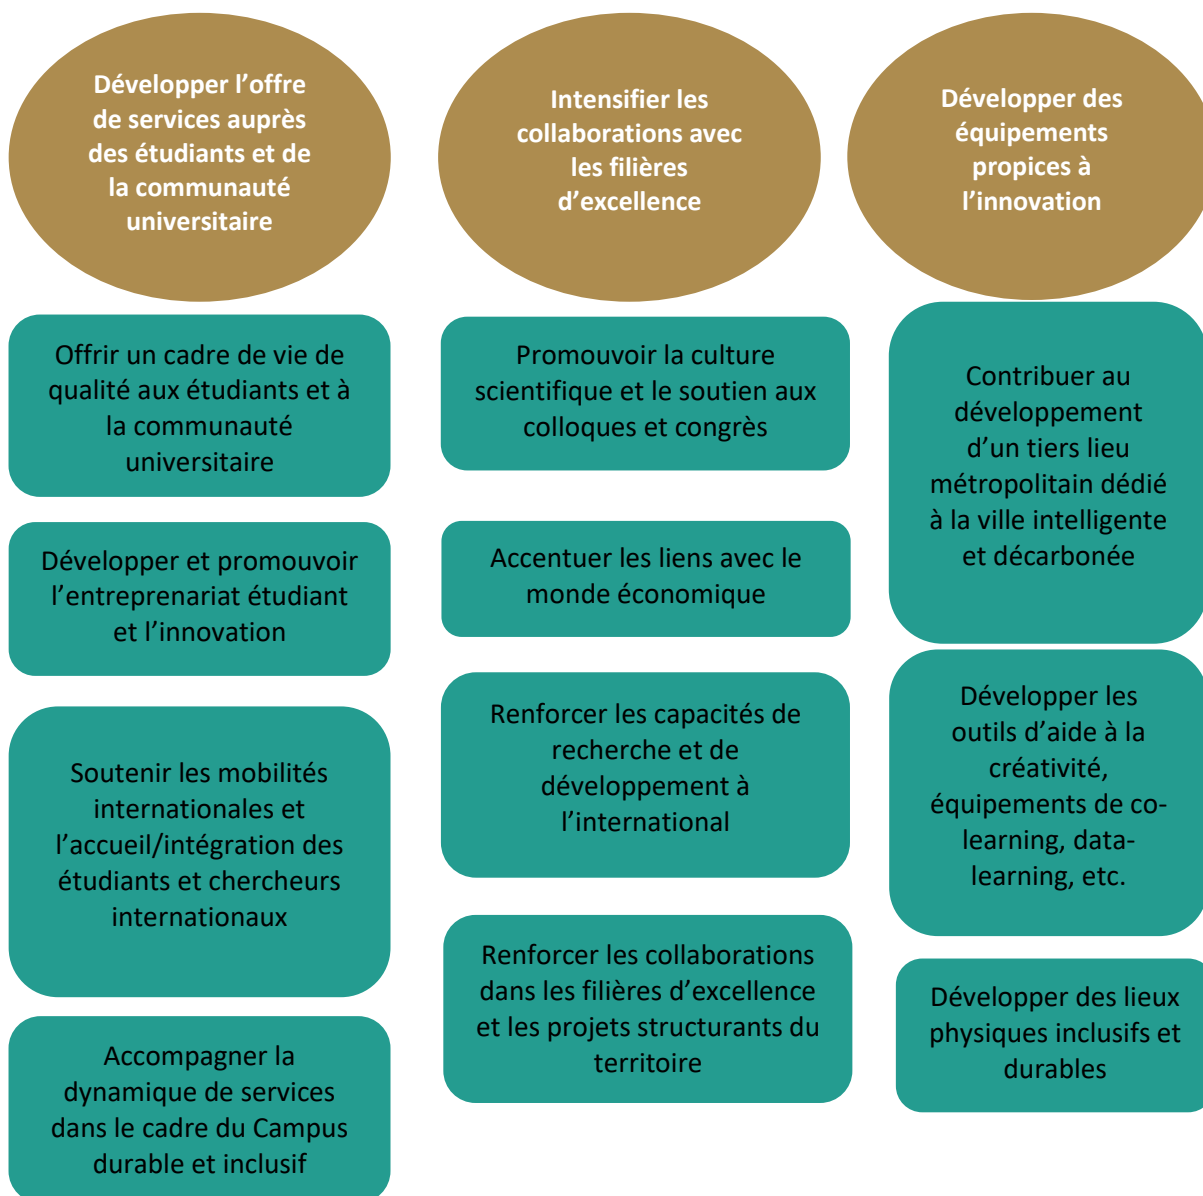 Développer l’offre
de services auprès
des étudiants et de
la communauté
universitaire
Offrir un cadre de vie de
qualité aux étudiants et à
la communauté
universitaire
Développer et promouvoir
l’entreprenariat étudiant
et l’innovation
Soutenir les mobilités
internationales et
l’accueil/intégration des
étudiants et chercheurs
internationaux
Accompagner la
dynamique de services
dans le cadre du Campus
durable et inclusif
Intensifier les
collaborations avec
les filières
d’excellence
Promouvoir la culture
scientifique et le soutien aux
colloques et congrès
Accentuer les liens avec le
monde économique
Renforcer les capacités de
recherche et de
développement à
l’international
Renforcer les collaborations
dans les filières d’excellence
et les projets structurants du
territoire
Développer des
équipements
propices à
l’innovation
Contribuer au
développement
d’un tiers lieu
métropolitain dédié
à la ville intelligente
et décarbonée
Développer les
outils d’aide à la
créativité,
équipements de co-
learning, data-
learning, etc.
Développer des lieux
physiques inclusifs et
durables